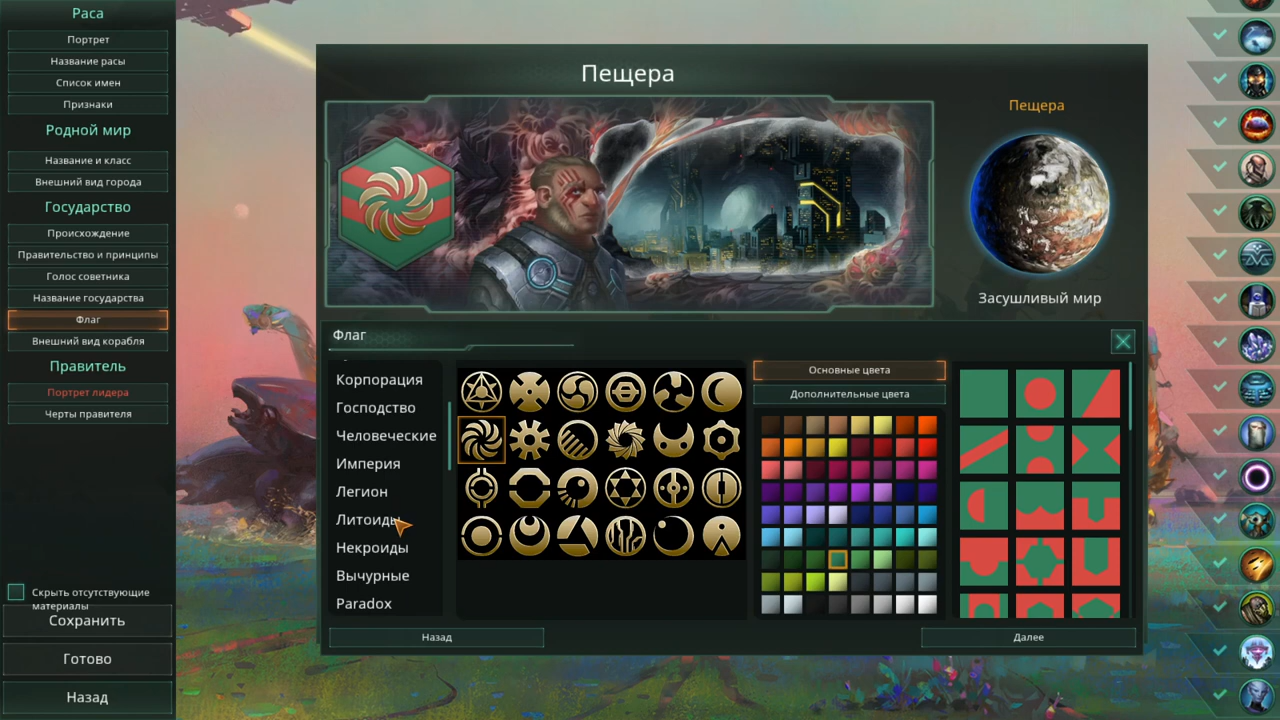 Раса
Портрет
Название расы
Список имен
Признаки
Родной мир
Название и класс
Внешний вид города
Государство
Происхождение
Правительство и принципы
Голос советника
Название государства
Флаг
Внешний вид корабля
Правитель
Портрет лидера
Черты правителя
Скрыть отсутствующие
материалы
Сохранить
Готово
Назад
Пещера
Пещера
Засушливый мир
Флаг
Корпорация
Господство
Человеческие
Империя
Легион
Литоиды
Некроиды
Вычурные
Paradox
Основные цвета
Дополнительные цвета
Назад
Далее